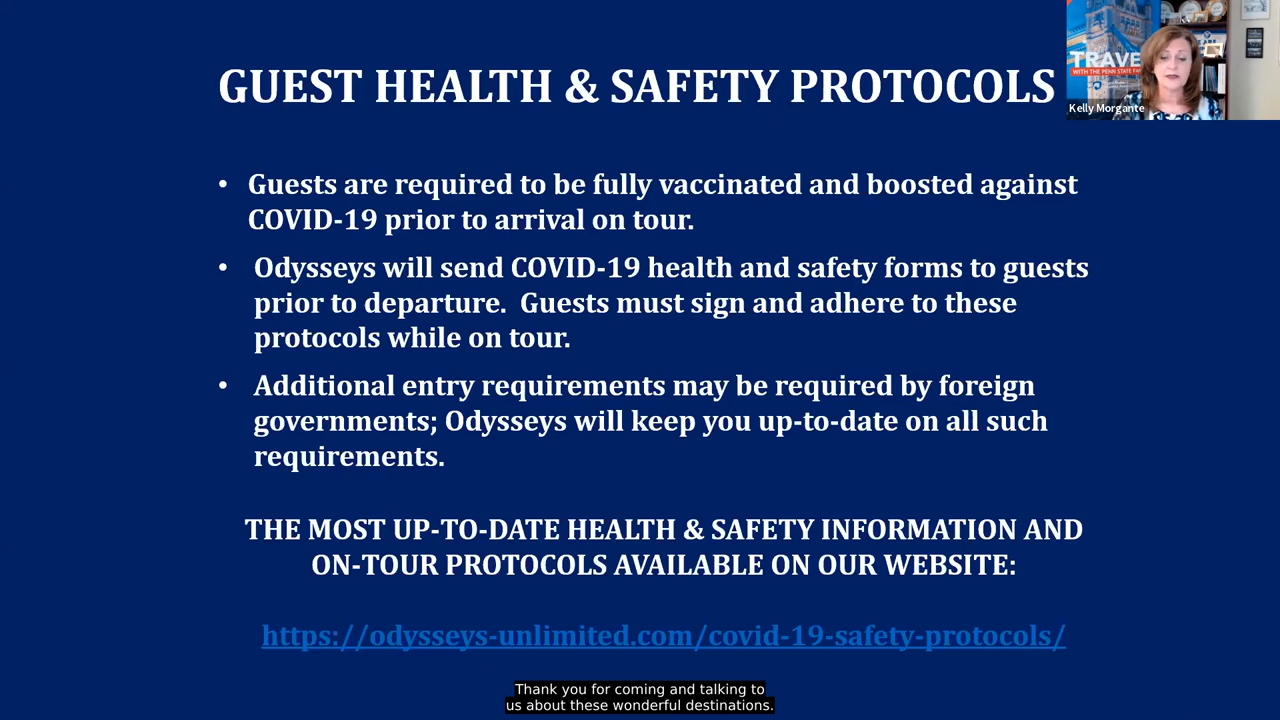 GUEST HEALTH & SAFETY PROTOCOLS
TRAVE
WITH THE PENN STATE
Kelly Morgante
• Guests are required to be fully vaccinated and boosted against
COVID-19 prior to arrival on tour.
• Odysseys will send COVID-19 health and safety forms to guests
prior to departure.  Guests must sign and adhere to these
protocols while on tour.
• Additional entry requirements may be required by foreign
governments; Odysseys will keep you up-to-date on all such
requirements.
THE MOST UP-TO-DATE HEALTH & SAFETY INFORMATION AND
ON-TOUR PROTOCOLS AVAILABLE ON OUR WEBSITE:
https://odysseys-unlimited.com/covid-19-safety-protocols/
Thank you for coming and talking to
us about these wonderful destinations.